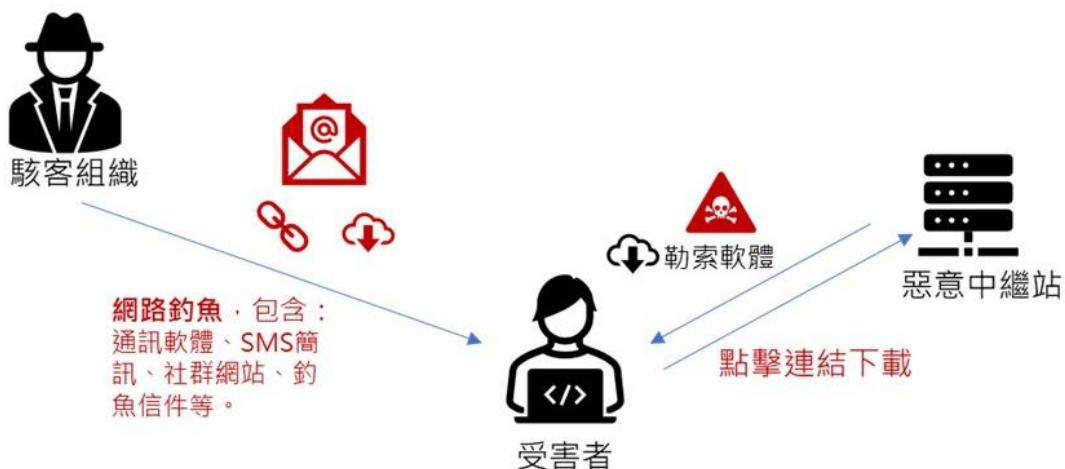 駭客組織
@
勒索軟體
惡意中繼站
網路釣魚，包含：
通訊軟體、SMS簡
訊、社群網站、釣
魚信件等。
</>
點擊連結下載
受害者